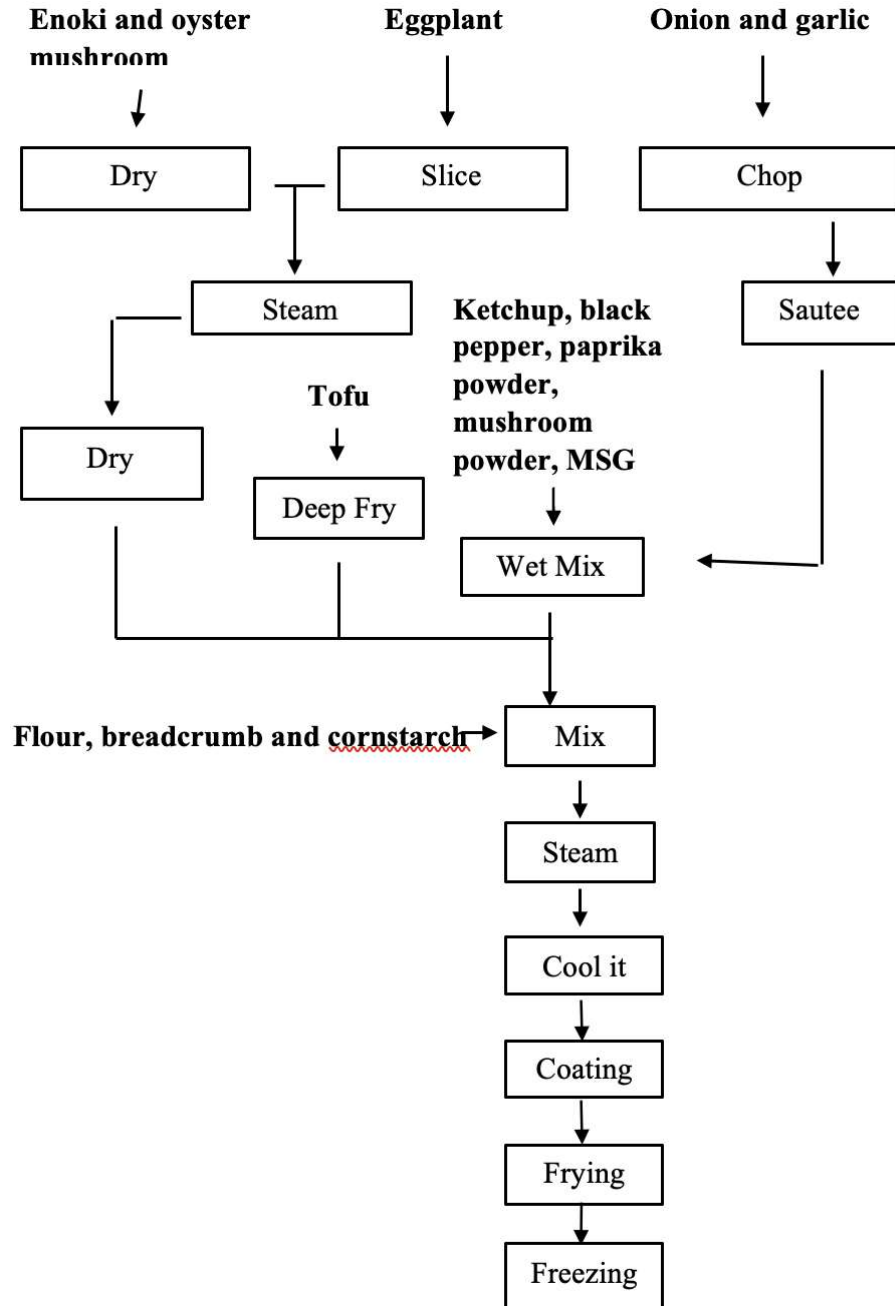 Enoki and oyster
mushroom
Eggplant
Onion and garlic
Dry
Slice
Chop
Steam
Ketchup, black
pepper, paprika
powder,
mushroom
powder, MSG
Sautee
Tofu
Dry
Deep Fry
Wet Mix
Flour, breadcrumb and cornstarch
Mix
Steam
Cool it
Coating
Frying
Freezing